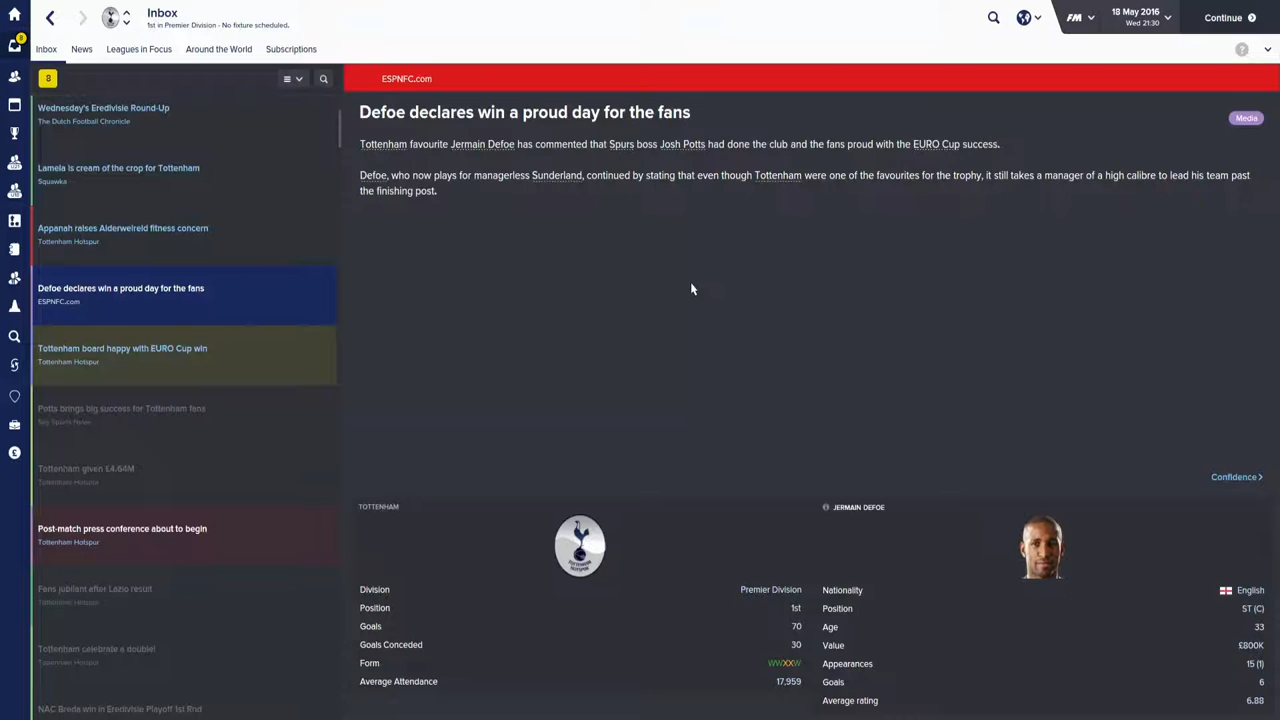 Inbox
1st in Premier Division - No fixture scheduled.
FM
18 May 2016
Wed 21:30
Continue
Inbox
News
Leagues in Focus
Around the World
Subscriptions
8
Wednesday's Eredivisie Round-Up
The Dutch Football Chronicle
Lamela is cream of the crop for Tottenham
Squawka
Appanah raises Alderweireld fitness concern
Tottenham Hotspur
Defoe declares win a proud day for the fans
ESPNFC.com
Tottenham board happy with EURO Cup win
Tottenham Hotspur
Potts brings big success for Tottenham fans
Sky Sports News
Tottenham given £4.64M
Tottenham Hotspur
Post-match press conference about to begin
Tottenham Hotspur
Fans jubilant after Lazio result
Tottenham Hotspur
Tottenham celebrate a double!
Tottenham Hotspur
NAC Breda win in Eredivisie Playoff 1st Rnd
ESPNFC.com
Defoe declares win a proud day for the fans
Media
Tottenham favourite Jermain Defoe has commented that Spurs boss Josh Potts had done the club and the fans proud with the EURO Cup success.
Defoe, who now plays for managerless Sunderland, continued by stating that even though Tottenham were one of the favourites for the trophy, it still takes a manager of a high calibre to lead his team past
the finishing post.
Confidence
TOTTENHAM
Division Premier Division
Position 1st
Goals 70
Goals Conceded 30
Form WWXXW
Average Attendance 17,959
JERMAIN DEFOE
Nationality English
Position ST (C)
Age 33
Value £800K
Appearances 15 (1)
Goals 6
Average rating 6.88